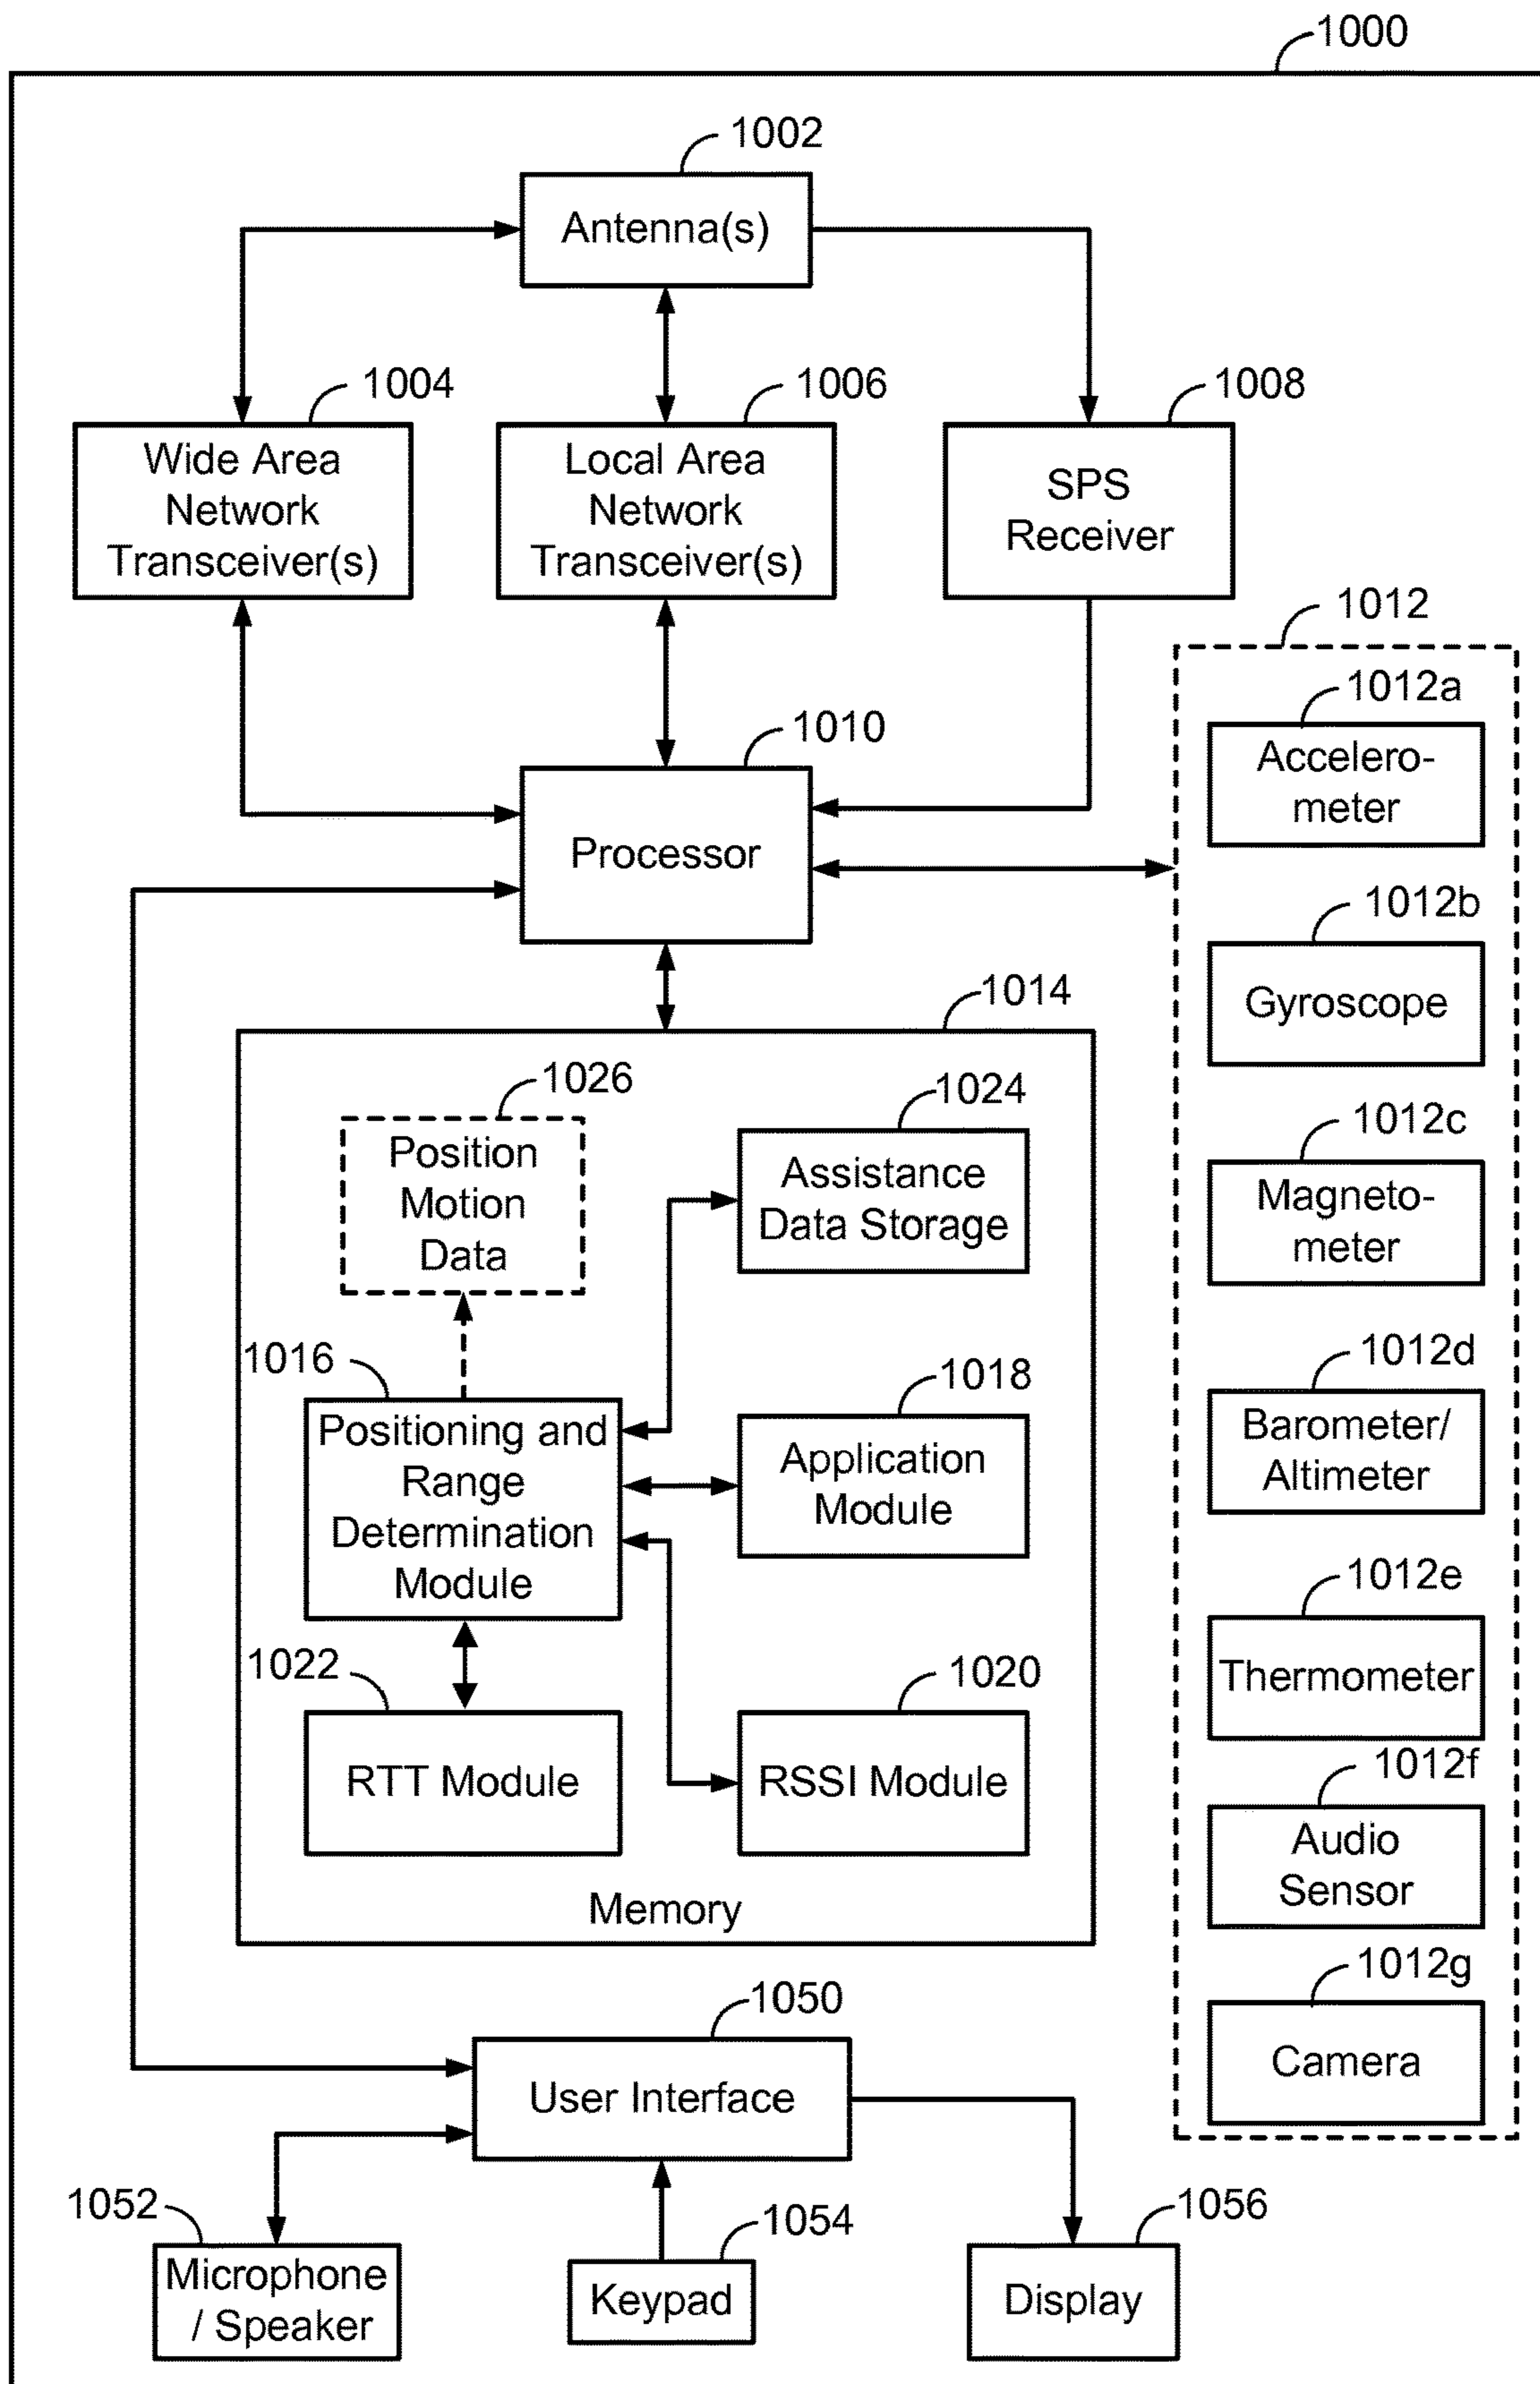 1000
1002
Antenna(s)
1004
Wide Area
Network
Transceiver(s)
1006
Local Area
Network
Transceiver(s)
1008
SPS
Receiver
1010
Processor
1012
1012a
Accelero-
meter
1012b
Gyroscope
1012c
Magneto-
meter
1012d
Barometer/
Altimeter
1012e
Thermometer
1012f
Audio
Sensor
1012g
Camera
1014
1026
Position
Motion
Data
1024
Assistance
Data Storage
1016
Positioning and
Range
Determination
Module
1018
Application
Module
1022
RTT Module
1020
RSSI Module
Memory
1050
User Interface
1052
Microphone
/ Speaker
1054
Keypad
1056
Display